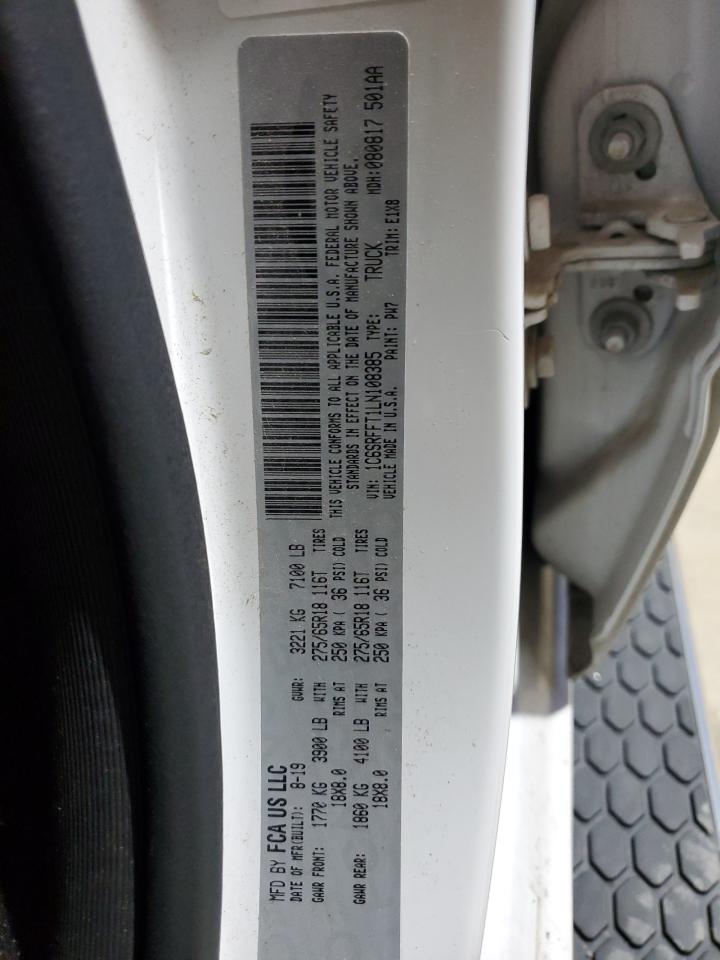 MFD BY FCA US LLC
DATE OF MFR(BUILT): 8-19 GVWR: 3221 KG 7100 LB
GAWR FRONT: 1770 KG 3900 LB WITH 275/65R18 116T TIRES
18X8.0 RIMS AT 250 KPA ( 36 PSI) COLD
GAWR REAR: 1860 KG 4100 LB WITH 275/65R18 116T TIRES
18X8.0 RIMS AT 250 KPA ( 36 PSI) COLD
THIS VEHICLE CONFORMS TO ALL APPLICABLE U.S.A. FEDERAL MOTOR VEHICLE SAFETY
STANDARDS IN EFFECT ON THE DATE OF MANUFACTURE SHOWN ABOVE.
VIN: 1C6SRFFT1LN108385 TYPE: TRUCK MDH:080817 501AA
VEHICLE MADE IN U.S.A. PAINT: PW7 TRIM: E1X8